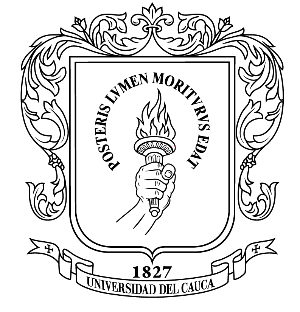 POSTERIS LVMEN MORITVRVS EDAT
1827
UNIVERSIDAD DEL CAUCA